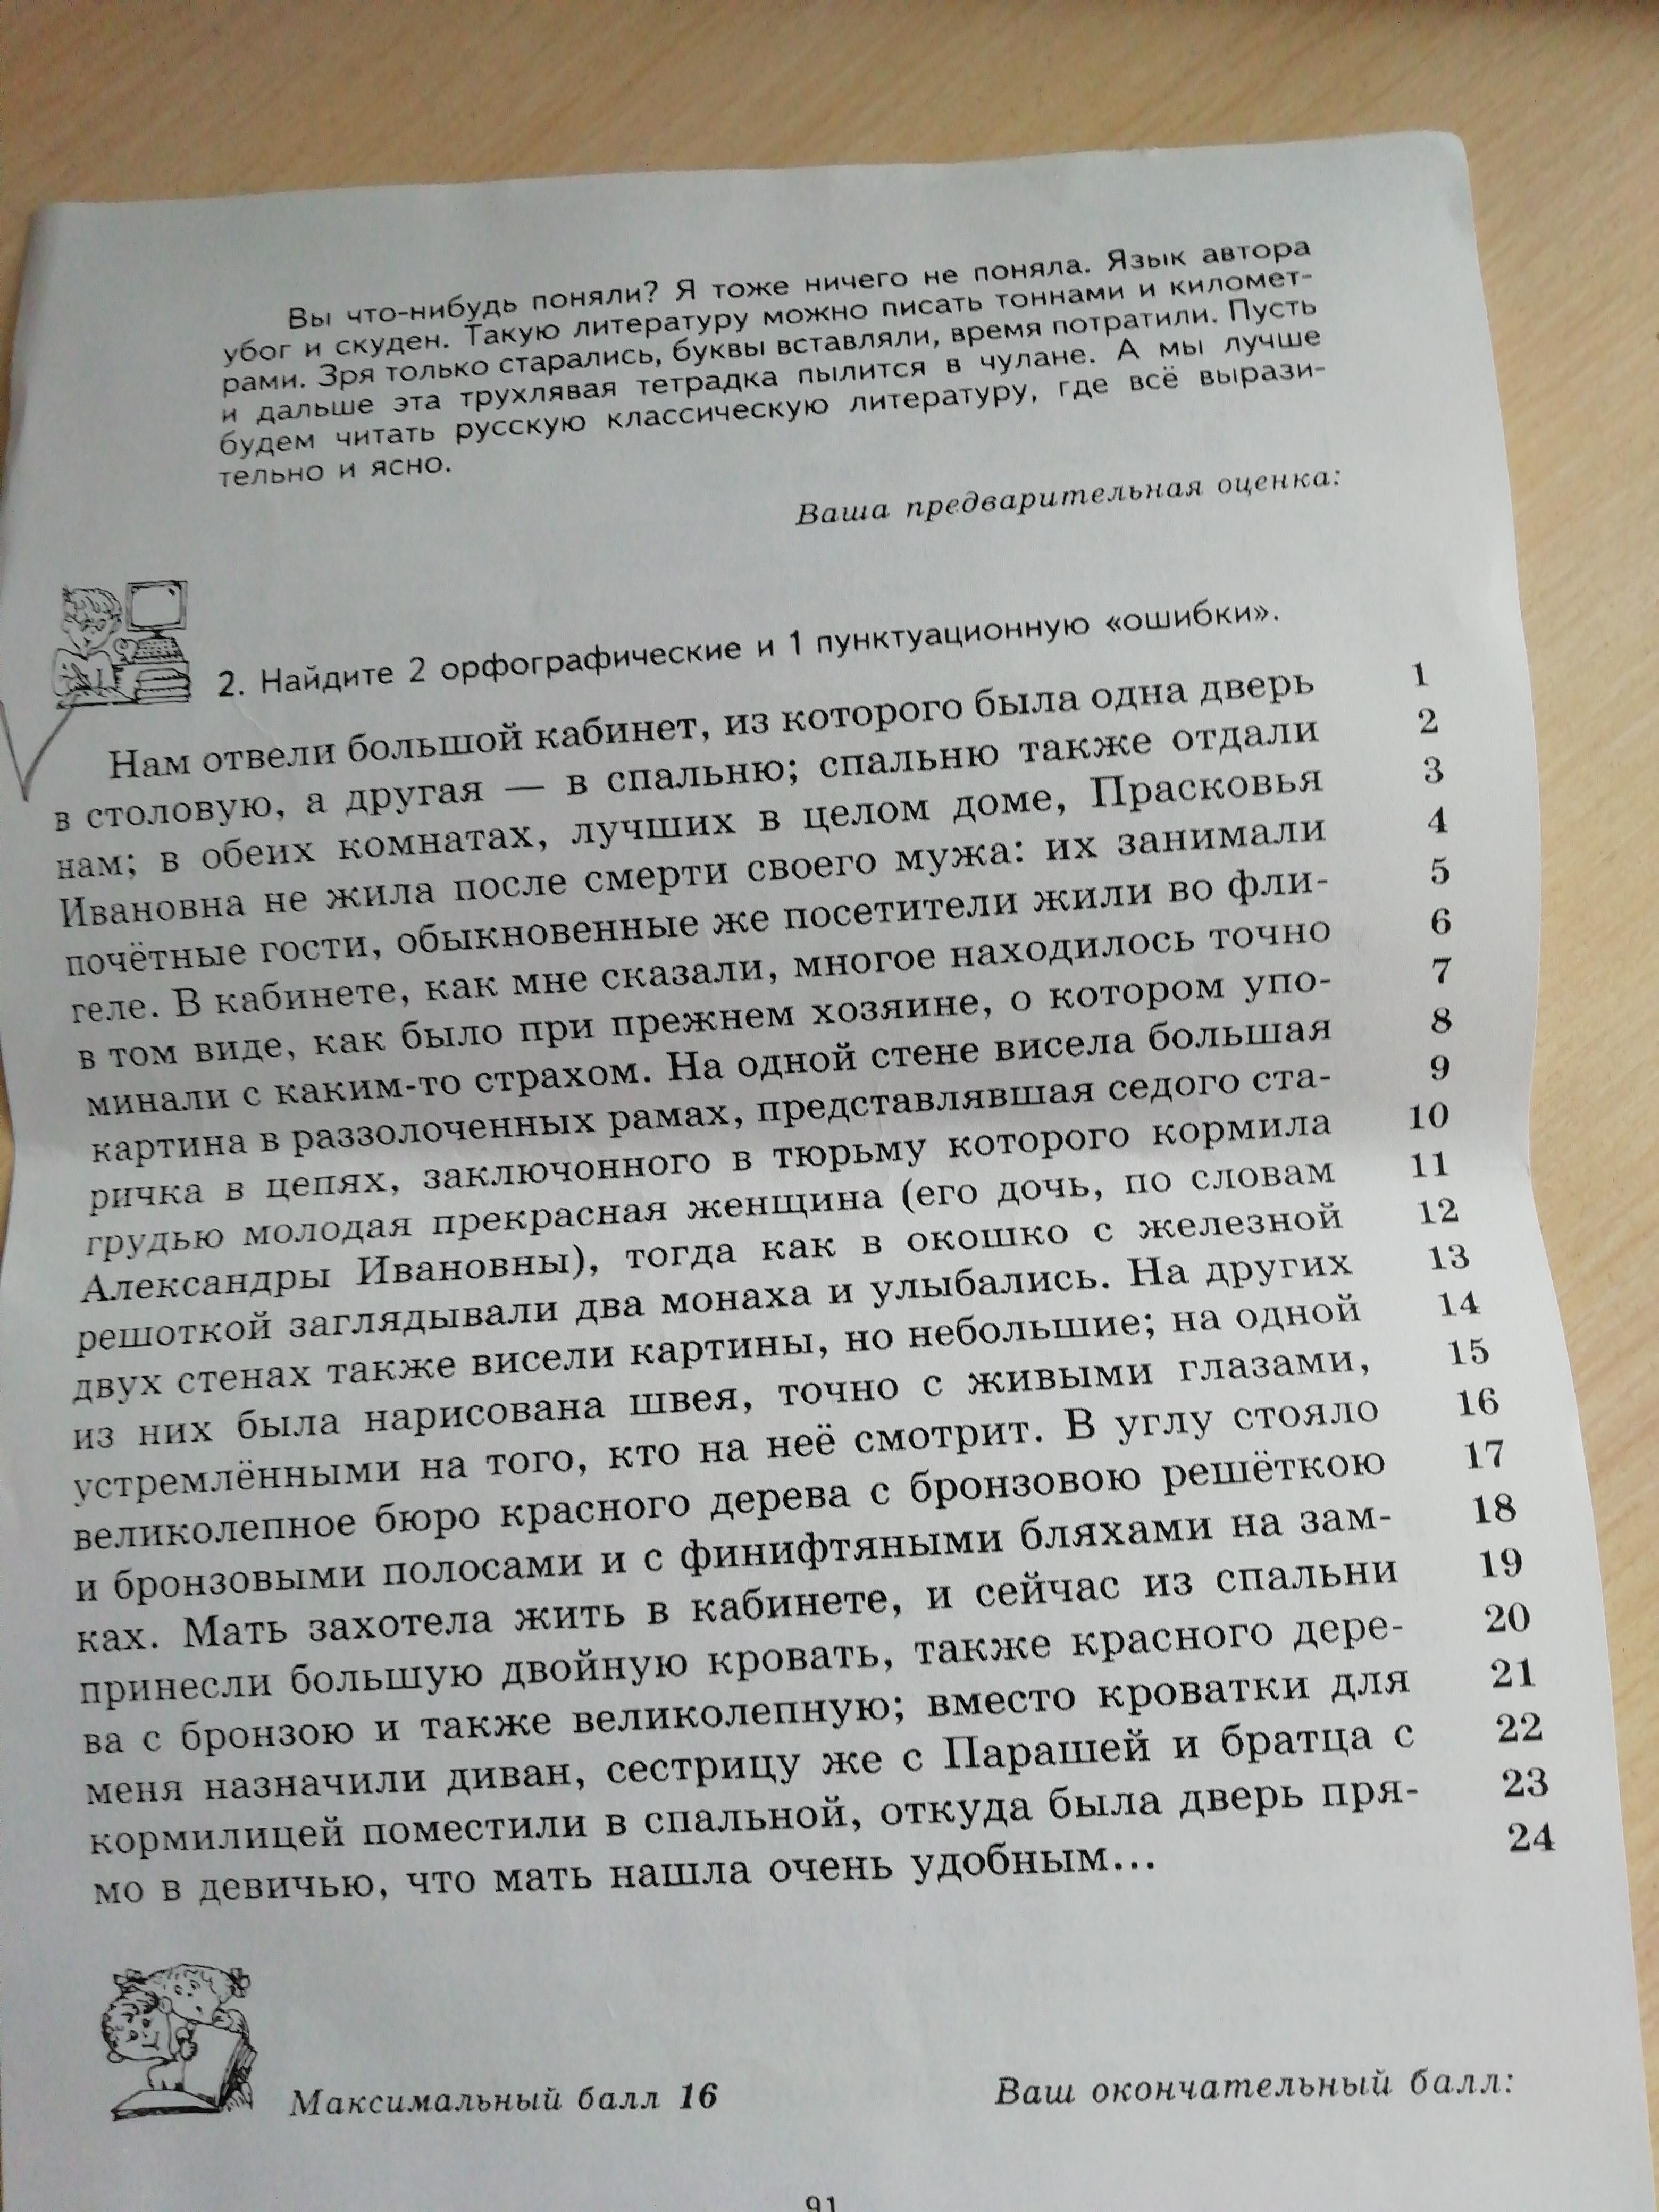 Вы что-нибудь поняли? Я тоже ничего не поняла. Язык автора
убог и скуден. Такую литературу можно писать тоннами и километ-
рами. Зря только старались, буквы вставляли, время потратили. Пусть
и дальше эта трухлявая тетрадка пылится в чулане. А мы лучше
будем читать русскую классическую литературу, где всё вырази-
тельно и ясно.
Ваша предварительная оценка:
2. Найдите 2 орфографические и 1 пунктуационную «ошибки».
Нам отвели большой кабинет, из которого была одна дверь 1
в столовую, а другая — в спальню; спальню также отдали 2
нам; в обеих комнатах, лучших в целом доме, Прасковья 3
Ивановна не жила после смерти своего мужа: их занимали 4
почётные гости, обыкновенные же посетители жили во фли- 5
геле. В кабинете, как мне сказали, многое находилось точно 6
в том виде, как было при прежнем хозяине, о котором упо- 7
минали с каким-то страхом. На одной стене висела большая 8
картина в раззолоченных рамах, представлявшая седого ста- 9
ричка в цепях, заключонного в тюрьму которого кормила 10
грудью молодая прекрасная женщина (его дочь, по словам 11
Александры Ивановны), тогда как в окошко с железной 12
решоткой заглядывали два монаха и улыбались. На других 13
двух стенах также висели картины, но небольшие; на одной 14
из них была нарисована швея, точно с живыми глазами, 15
устремлёнными на того, кто на неё смотрит. В углу стояло 16
великолепное бюро красного дерева с бронзовою решёткою 17
и бронзовыми полосами и с финифтяными бляхами на зам- 18
ках. Мать захотела жить в кабинете, и сейчас из спальни 19
принесли большую двойную кровать, также красного дере- 20
ва с бронзою и также великолепную; вместо кроватки для 21
меня назначили диван, сестрицу же с Парашей и братца с 22
кормилицей поместили в спальной, откуда была дверь пря- 23
мо в девичью, что мать нашла очень удобным... 24
Максимальный балл 16
Ваш окончательный балл:
91